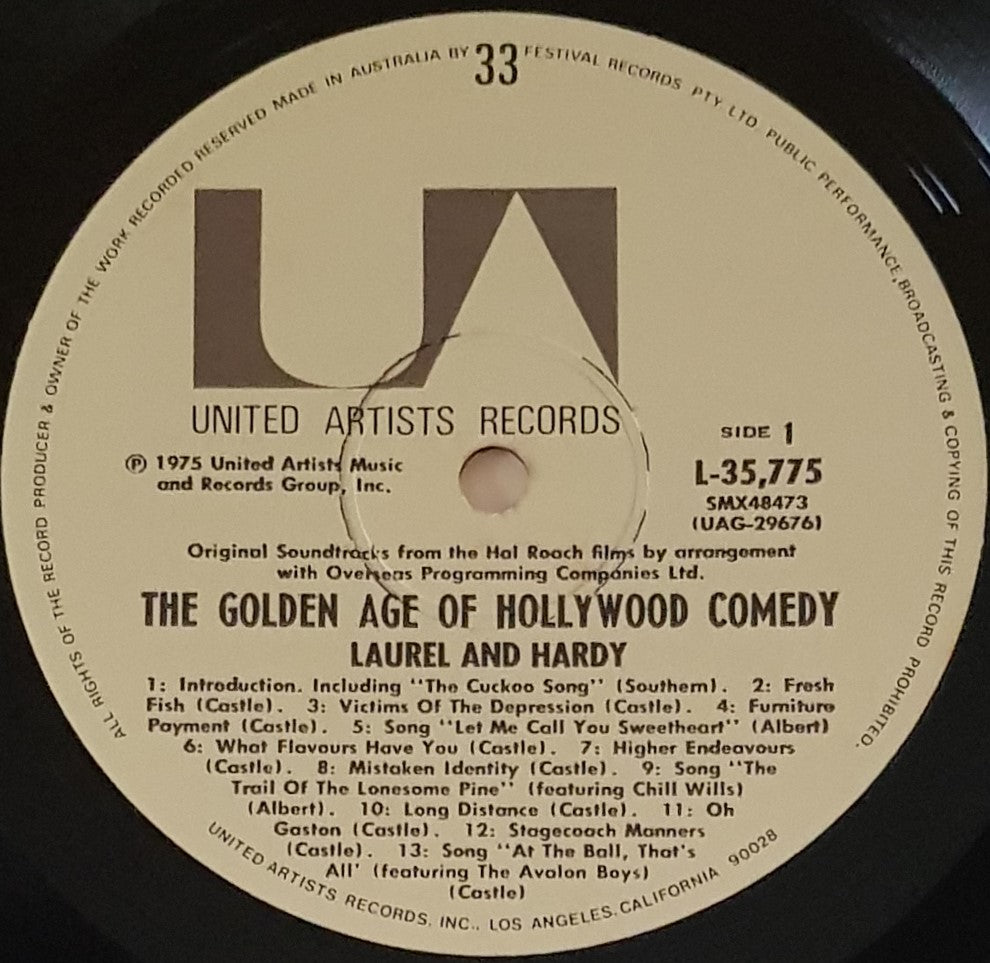 ALL RIGHTS OF THE RECORD PRODUCER & OWNER OF THE WORK RECORDED RESERVED MADE IN AUSTRALIA BY 33 FESTIVAL RECORDS PTY LTD PUBLIC PERFORMANCE, BROADCASTING & COPYING OF THIS RECORD PROHIBITED.
UA
UNITED ARTISTS RECORDS
℗ 1975 United Artists Music
and Records Group, Inc.
SIDE 1
L-35,775
SMX48473
(UAG-29676)
Original Soundtracks from the Hal Roach films by arrangement
with Overseas Programming Companies Ltd.
THE GOLDEN AGE OF HOLLYWOOD COMEDY
LAUREL AND HARDY
1: Introduction. Including "The Cuckoo Song" (Southern). 2: Fresh
Fish (Castle). 3: Victims Of The Depression (Castle). 4: Furniture
Payment (Castle). 5: Song "Let Me Call You Sweetheart" (Albert)
6: What Flavours Have You (Castle). 7: Higher Endeavours
(Castle). 8: Mistaken Identity (Castle). 9: Song "The
Trail Of The Lonesome Pine" (featuring Chill Wills)
(Albert). 10: Long Distance (Castle). 11: Oh
Gaston (Castle). 12: Stagecoach Manners
(Castle). 13: Song "At The Ball, That's
All' (featuring The Avalon Boys)
(Castle)
UNITED ARTISTS RECORDS, INC., LOS ANGELES, CALIFORNIA 90028